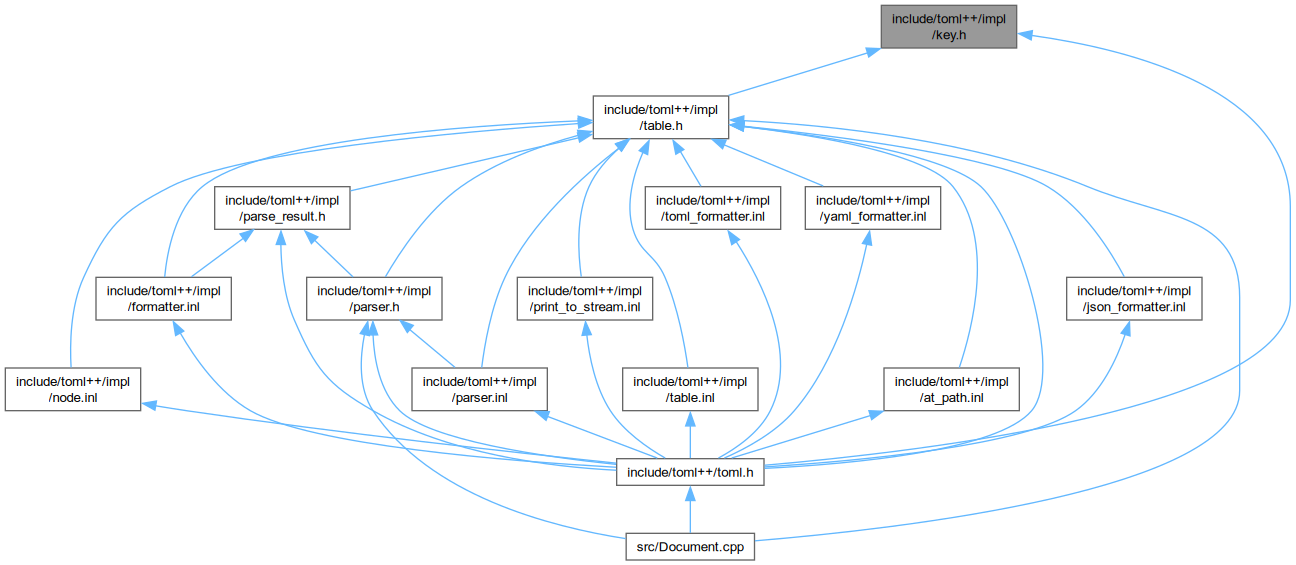 include/toml++/impl
/key.h
include/toml++/impl
/table.h
include/toml++/impl
/parse_result.h
include/toml++/impl
/toml_formatter.inl
include/toml++/impl
/yaml_formatter.inl
include/toml++/impl
/formatter.inl
include/toml++/impl
/parser.h
include/toml++/impl
/print_to_stream.inl
include/toml++/impl
/json_formatter.inl
include/toml++/impl
/node.inl
include/toml++/impl
/parser.inl
include/toml++/impl
/table.inl
include/toml++/impl
/at_path.inl
include/toml++/toml.h
src/Document.cpp